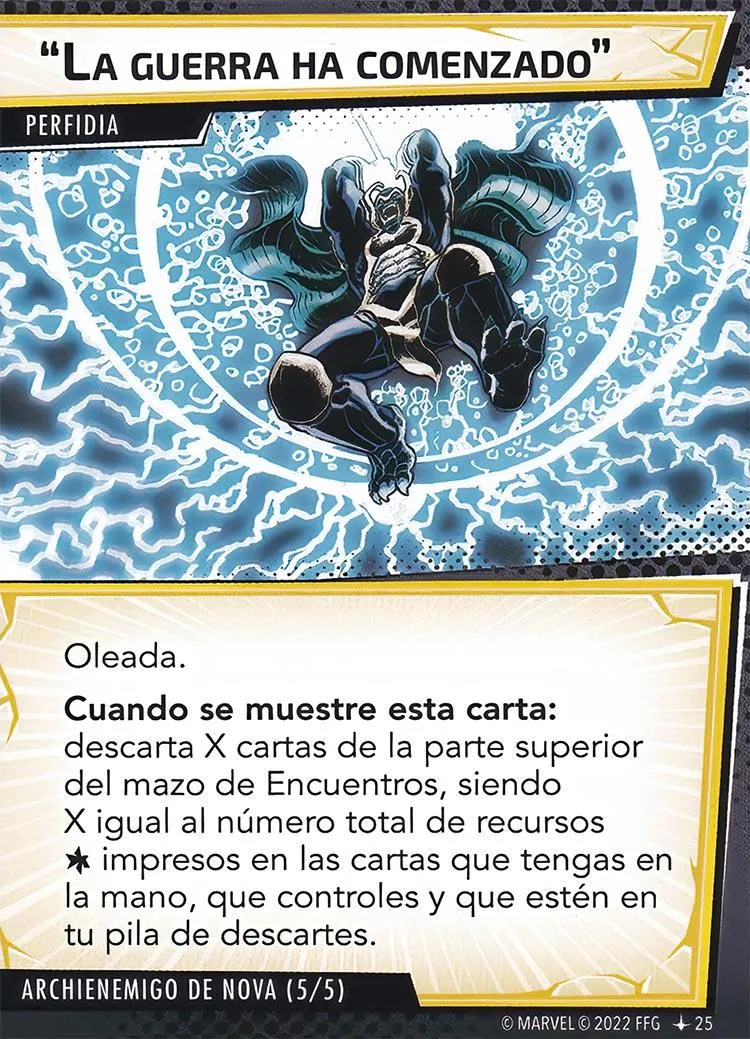 “La guerra ha comenzado”
PERFIDIA
Oleada.
Cuando se muestre esta carta:
descarta X cartas de la parte superior
del mazo de Encuentros, siendo
X igual al número total de recursos
impresos en las cartas que tengas en
la mano, que controles y que estén en
tu pila de descartes.
ARCHIENEMIGO DE NOVA (5/5)
© MARVEL © 2022 FFG 25